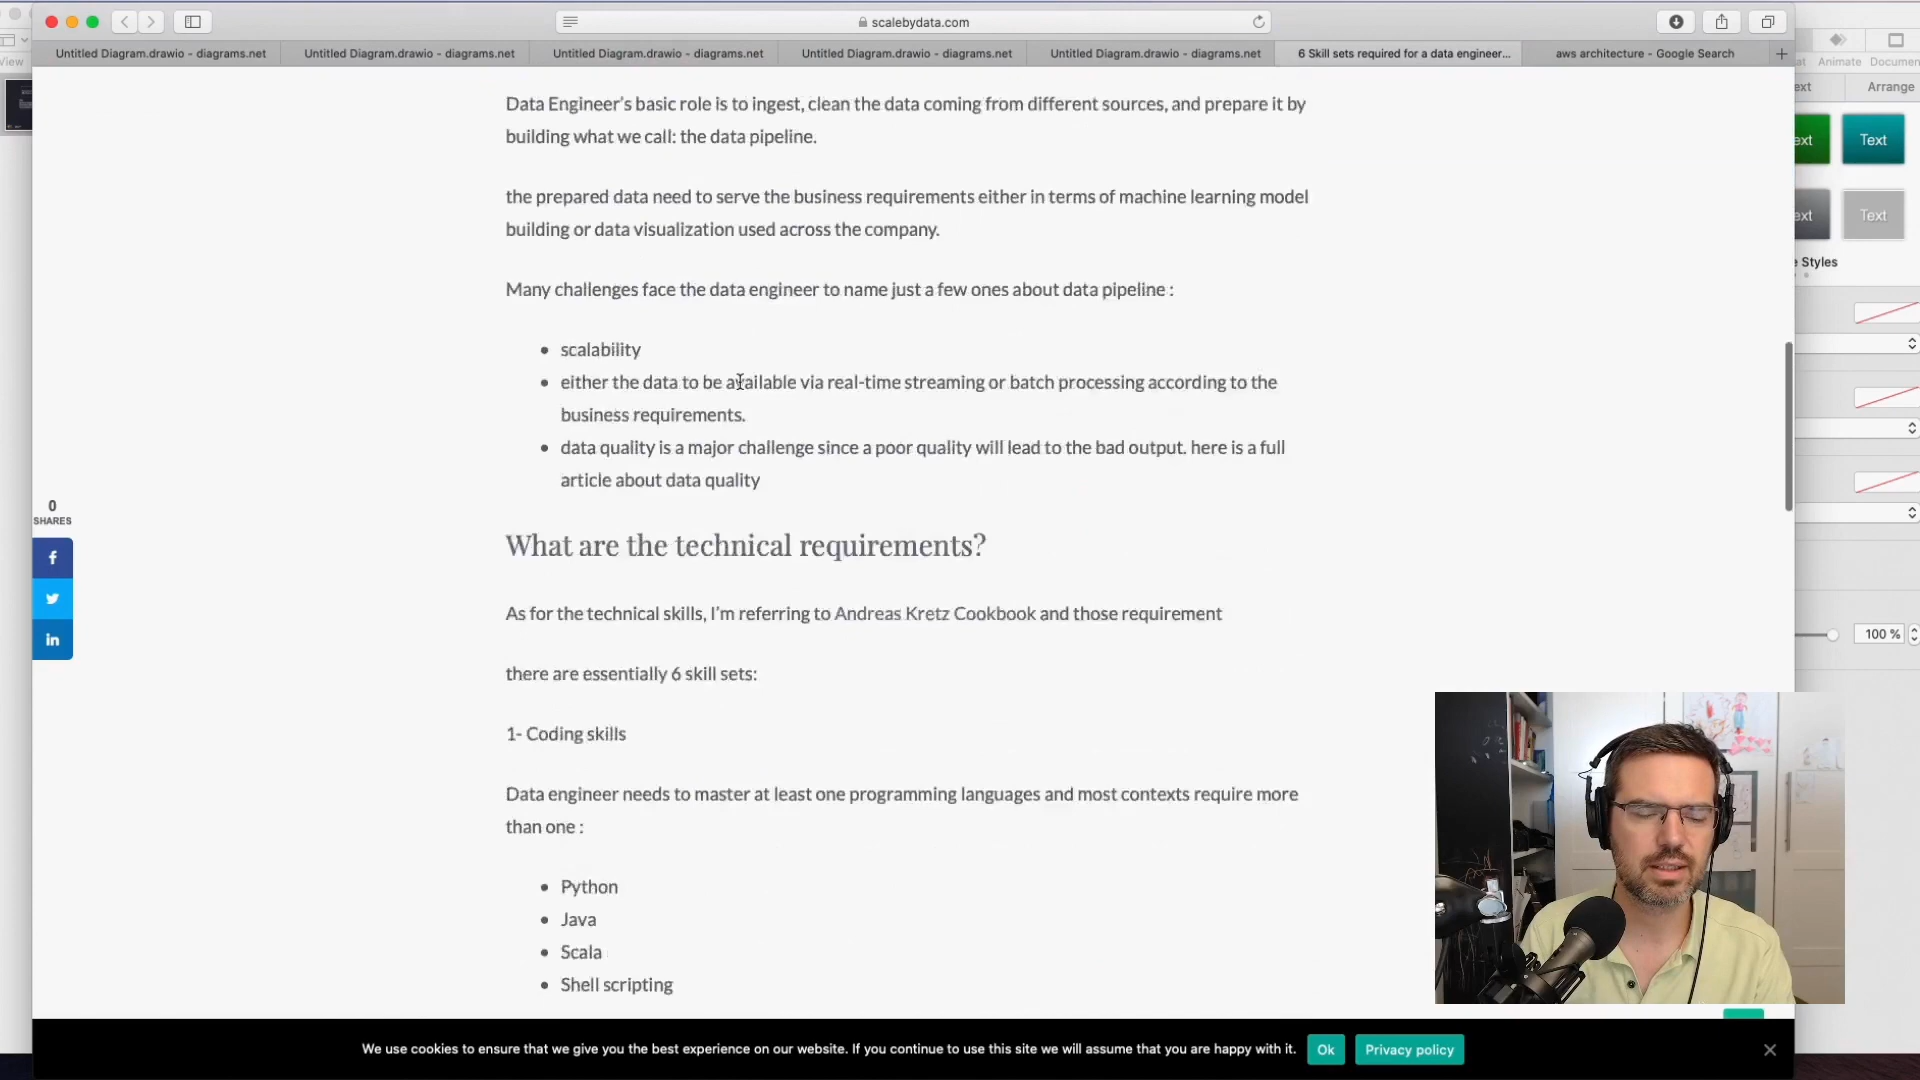 scalebydata.com
Untitled Diagram.drawio - diagrams.net
Untitled Diagram.drawio - diagrams.net
Untitled Diagram.drawio - diagrams.net
Untitled Diagram.drawio - diagrams.net
Untitled Diagram.drawio - diagrams.net
6 Skill sets required for a data engineer...
aws architecture - Google Search
View
at
Animate
Documen
ext
Arrange
Data Engineer's basic role is to ingest, clean the data coming from different sources, and prepare it by
building what we call: the data pipeline.
the prepared data need to serve the business requirements either in terms of machine learning model
building or data visualization used across the company.
Many challenges face the data engineer to name just a few ones about data pipeline :
• scalability
• either the data to be available via real-time streaming or batch processing according to the
business requirements.
• data quality is a major challenge since a poor quality will lead to the bad output. here is a full
article about data quality
What are the technical requirements?
As for the technical skills, I'm referring to Andreas Kretz Cookbook and those requirement
there are essentially 6 skill sets:
1- Coding skills
Data engineer needs to master at least one programming languages and most contexts require more
than one :
• Python
• Java
• Scala
• Shell scripting
0
SHARES
f
in
ext
Text
ext
Text
e Styles
100 %
We use cookies to ensure that we give you the best experience on our website. If you continue to use this site we will assume that you are happy with it.
Ok
Privacy policy